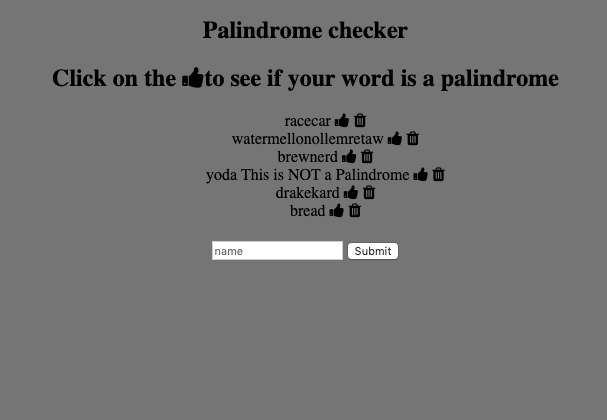 Palindrome checker
Click on the to see if your word is a palindrome
racecar
watermellonollemretaw
brewnerd
yoda This is NOT a Palindrome
drakekard
bread
name Submit